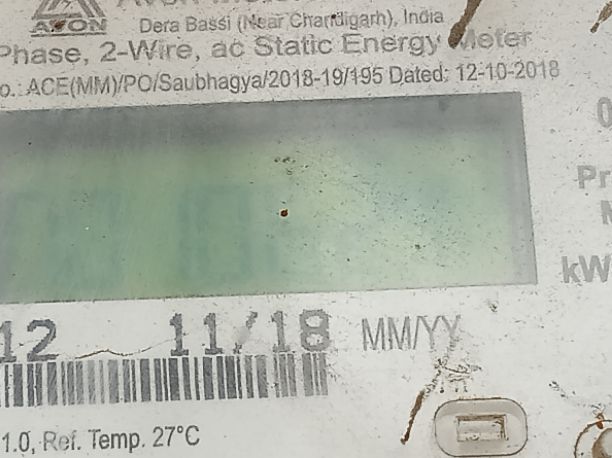 AVON
Dera Bassi (Near Chandigarh), India
Phase, 2-Wire, ac Static Energy Meter
o.: ACE(MM)/PO/Saubhagya/2018-19/195 Dated: 12-10-2018
Pr
kW
12 11/18 MM/YY
1.0, Ref. Temp. 27°C